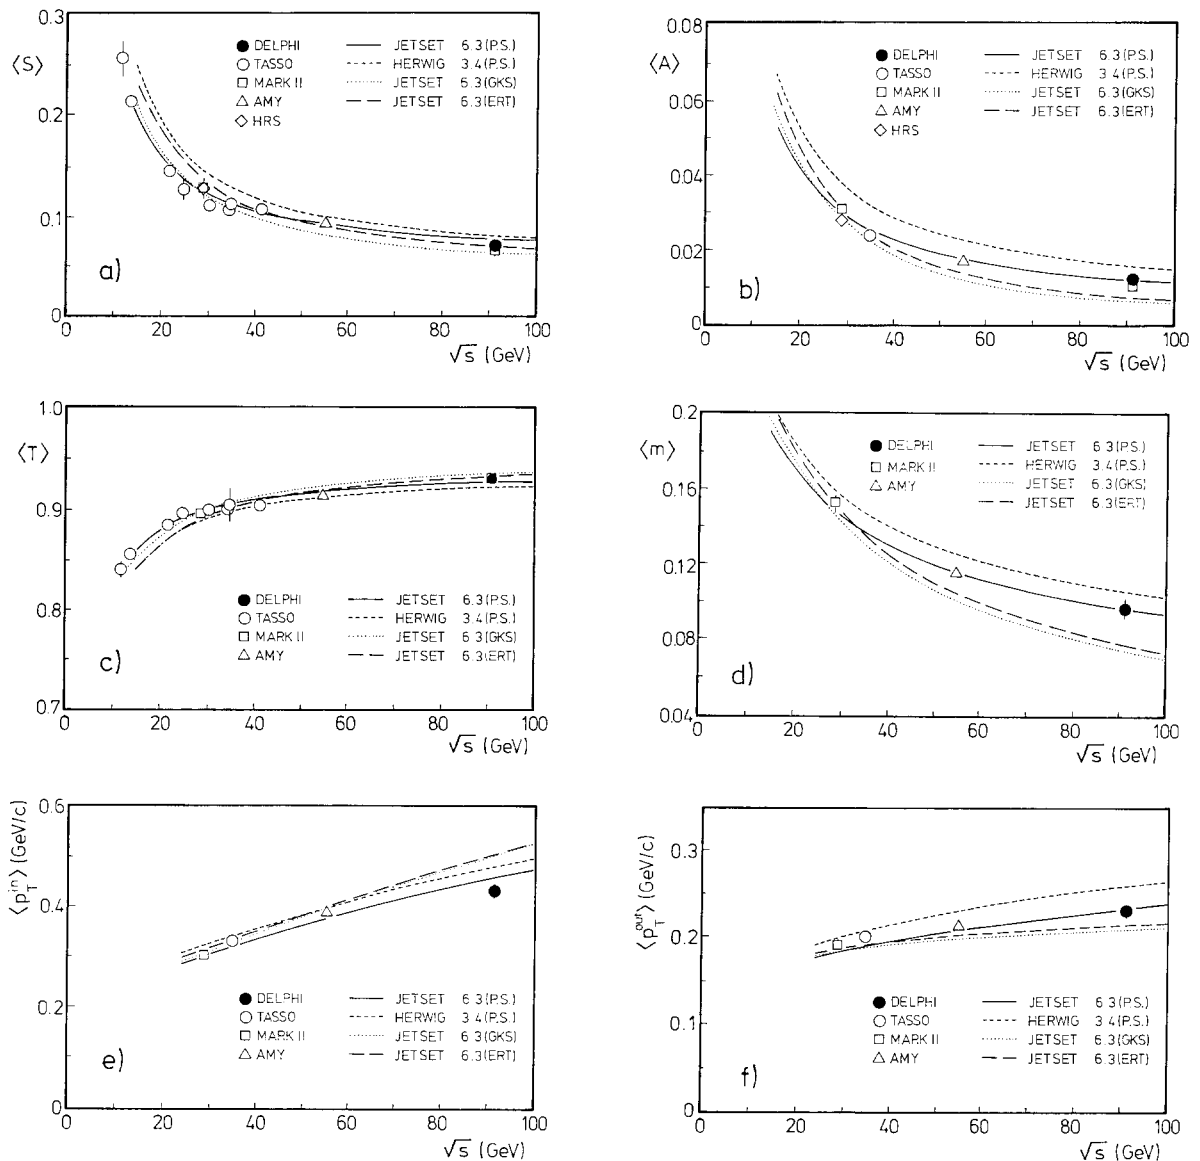 ⟨S⟩
0.3
0.2
0.1
0
0 20 40 60 80 100
√s (GeV)
a)
DELPHI JETSET 6.3(P.S.)
TASSO HERWIG 3.4(P.S.)
MARK II JETSET 6.3(GKS)
AMY JETSET 6.3(ERT)
HRS
⟨A⟩
0.08
0.06
0.04
0.02
0
0 20 40 60 80 100
√s (GeV)
b)
DELPHI JETSET 6.3(P.S.)
TASSO HERWIG 3.4(P.S.)
MARK II JETSET 6.3(GKS)
AMY JETSET 6.3(ERT)
HRS
⟨T⟩
1.0
0.9
0.8
0.7
0 20 40 60 80 100
√s (GeV)
c)
DELPHI JETSET 6.3(P.S.)
TASSO HERWIG 3.4(P.S.)
MARK II JETSET 6.3(GKS)
AMY JETSET 6.3(ERT)
⟨m⟩
0.2
0.16
0.12
0.08
0.04
0 20 40 60 80 100
√s (GeV)
d)
DELPHI JETSET 6.3(P.S.)
MARK II HERWIG 3.4(P.S.)
AMY JETSET 6.3(GKS)
JETSET 6.3(ERT)
⟨p_T^in⟩ (GeV/c)
0.6
0.4
0.2
0
0 20 40 60 80 100
√s (GeV)
e)
DELPHI JETSET 6.3(P.S.)
TASSO HERWIG 3.4(P.S.)
MARK II JETSET 6.3(GKS)
AMY JETSET 6.3(ERT)
⟨p_T^out⟩ (GeV/c)
0.3
0.2
0.1
0
0 20 40 60 80 100
√s (GeV)
f)
DELPHI JETSET 6.3(P.S.)
TASSO HERWIG 3.4(P.S.)
MARK II JETSET 6.3(GKS)
AMY JETSET 6.3(ERT)